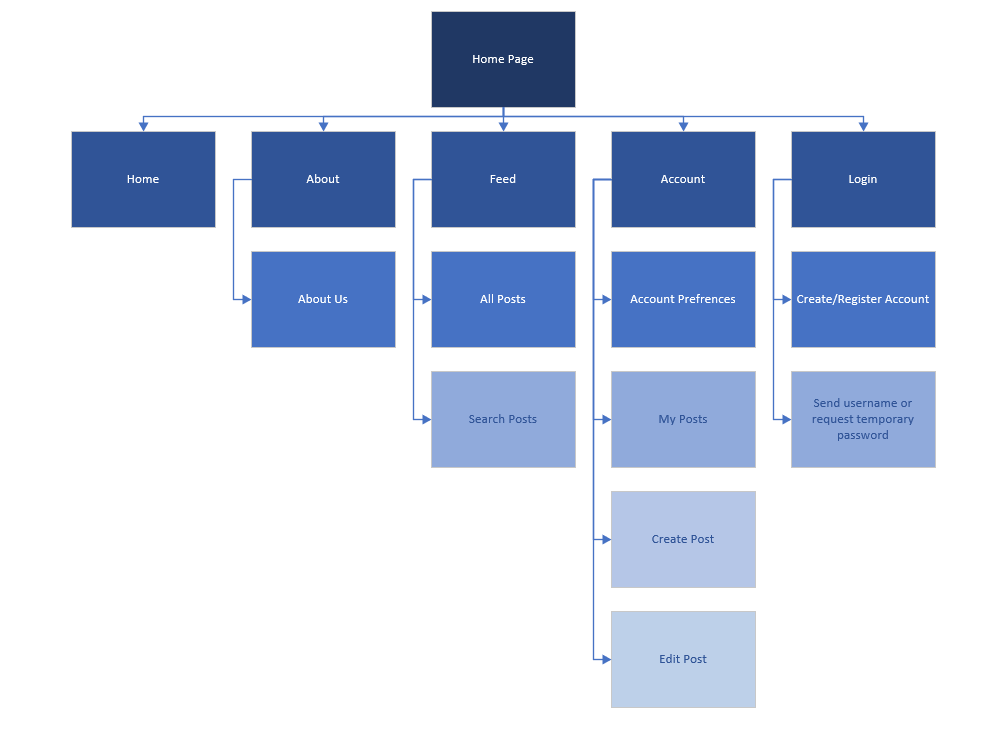 Home Page
Home
About
Feed
Account
Login
About Us
All Posts
Account Prefrences
Create/Register Account
Search Posts
My Posts
Send username or
request temporary
password
Create Post
Edit Post